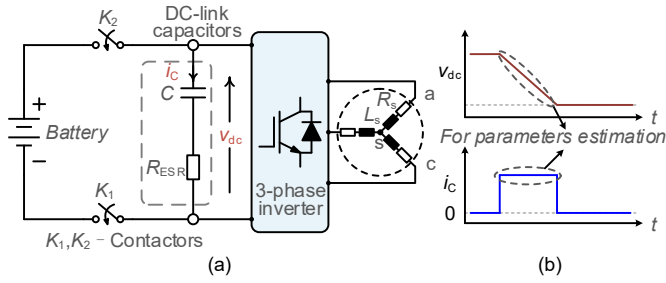 DC-link
capacitors
K2
iC
C
RESR
vdc
+
Battery
−
K1
K1,K2 − Contactors
3-phase
inverter
Rs
a
Ls
s
c
(a)
vdc
t
For parameters estimation
iC
0
t
(b)